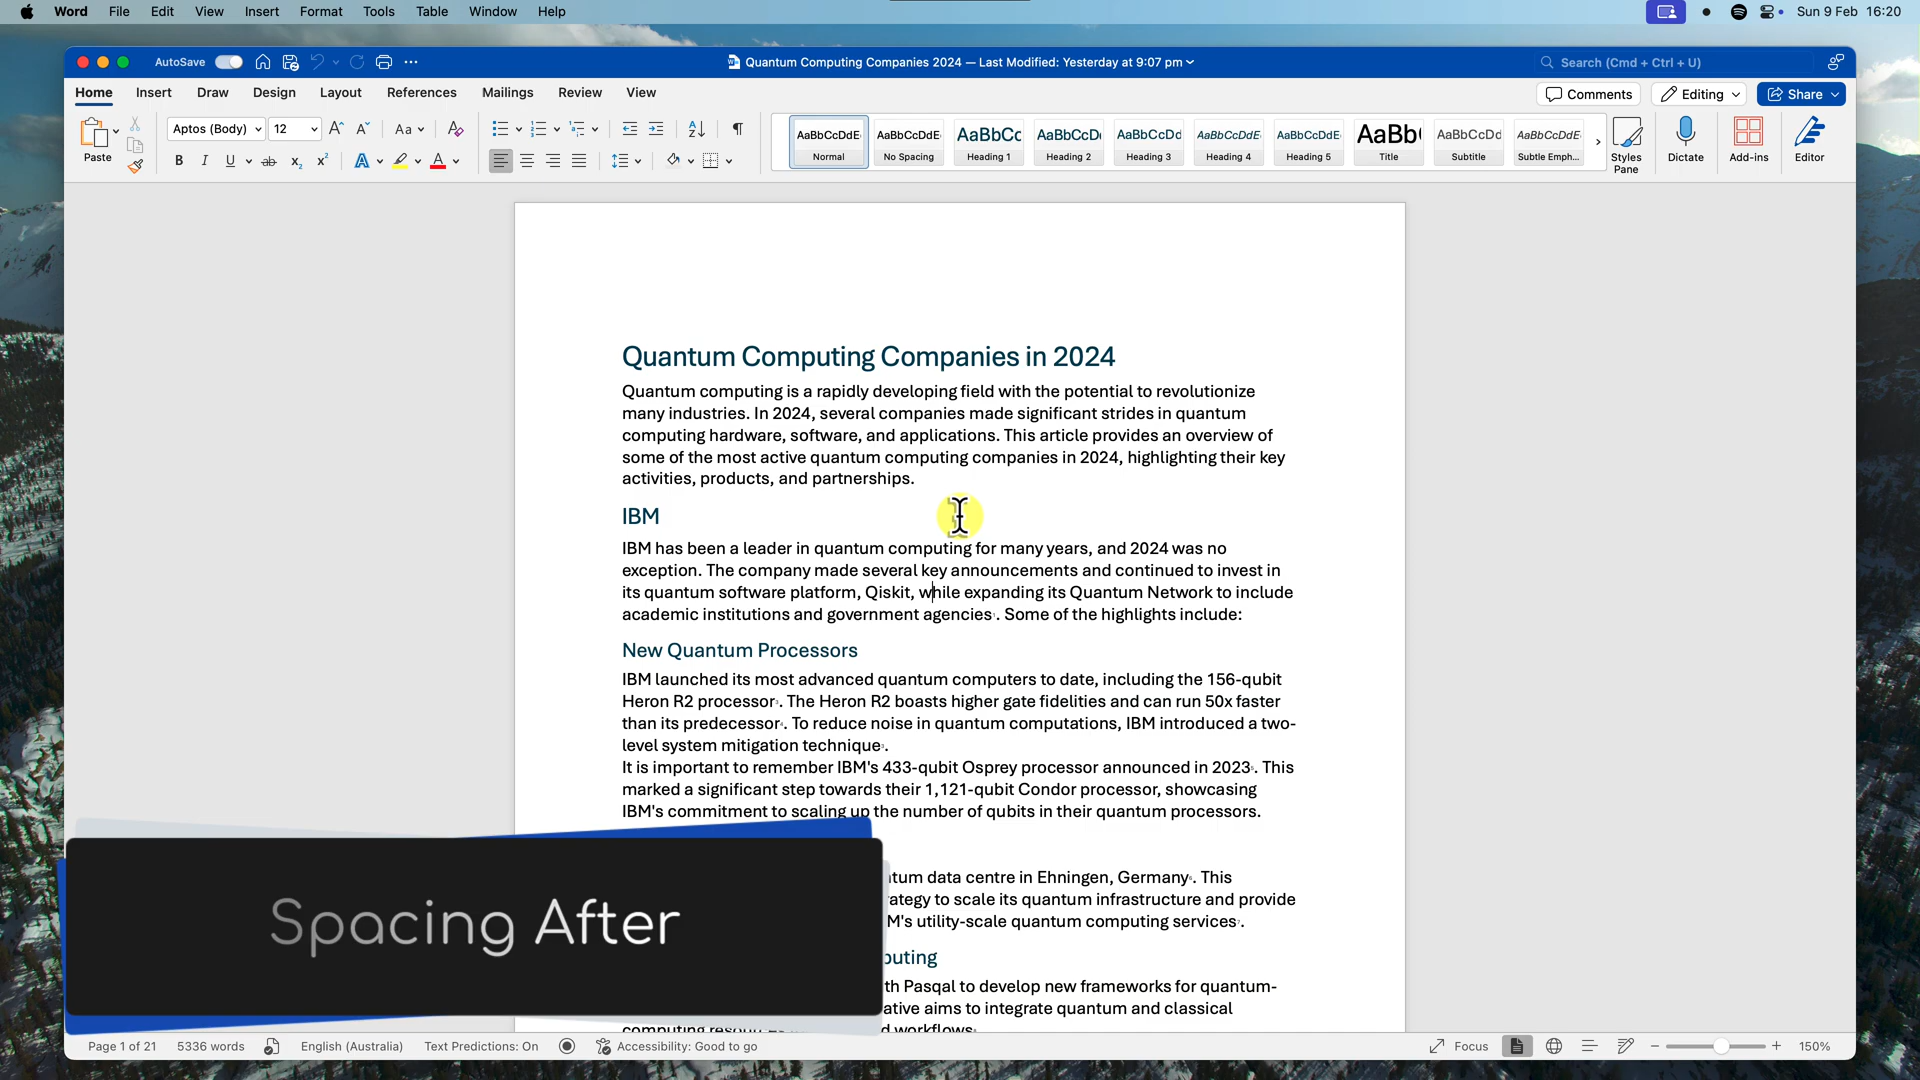 Word File Edit View Insert Format Tools Table Window Help
Sun 9 Feb 16:20
AutoSave
Quantum Computing Companies 2024 — Last Modified: Yesterday at 9:07 pm
Search (Cmd + Ctrl + U)
Home Insert Draw Design Layout References Mailings Review View
Comments Editing Share
Paste
Aptos (Body) 12
AaBbCcDdE AaBbCcDdE AaBbCc AaBbCcD AaBbCcDd AaBbCcDdE AaBbCcDdE AaBb AaBbCcDd AaBbCcDdE
Normal No Spacing Heading 1 Heading 2 Heading 3 Heading 4 Heading 5 Title Subtitle Subtle Emph...
Styles
Pane
Dictate
Add-ins
Editor
Quantum Computing Companies in 2024
Quantum computing is a rapidly developing field with the potential to revolutionize
many industries. In 2024, several companies made significant strides in quantum
computing hardware, software, and applications. This article provides an overview of
some of the most active quantum computing companies in 2024, highlighting their key
activities, products, and partnerships.
IBM
IBM has been a leader in quantum computing for many years, and 2024 was no
exception. The company made several key announcements and continued to invest in
its quantum software platform, Qiskit, while expanding its Quantum Network to include
academic institutions and government agencies. Some of the highlights include:
New Quantum Processors
IBM launched its most advanced quantum computers to date, including the 156-qubit
Heron R2 processor. The Heron R2 boasts higher gate fidelities and can run 50x faster
than its predecessor. To reduce noise in quantum computations, IBM introduced a two-
level system mitigation technique.
It is important to remember IBM's 433-qubit Osprey processor announced in 2023. This
marked a significant step towards their 1,121-qubit Condor processor, showcasing
IBM's commitment to scaling up the number of qubits in their quantum processors.
tum data centre in Ehningen, Germany. This
ategy to scale its quantum infrastructure and provide
M's utility-scale quantum computing services.
puting
th Pasqal to develop new frameworks for quantum-
ative aims to integrate quantum and classical
d workflows
Spacing After
Page 1 of 21 5336 words English (Australia) Text Predictions: On Accessibility: Good to go
Focus 150%